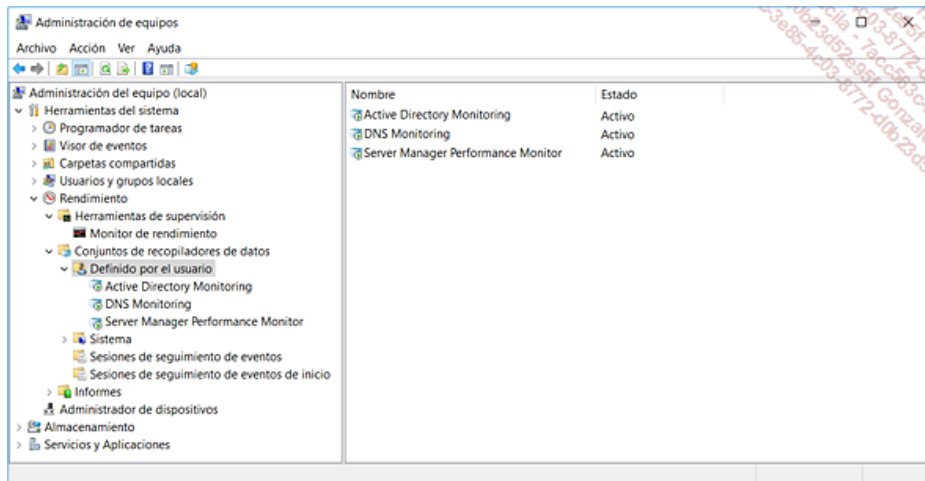 Administración de equipos
Archivo Acción Ver Ayuda
Administración del equipo (local)
Herramientas del sistema
Programador de tareas
Visor de eventos
Carpetas compartidas
Usuarios y grupos locales
Rendimiento
Herramientas de supervisión
Monitor de rendimiento
Conjuntos de recopiladores de datos
Definido por el usuario
Active Directory Monitoring
DNS Monitoring
Server Manager Performance Monitor
Sistema
Sesiones de seguimiento de eventos
Sesiones de seguimiento de eventos de inicio
Informes
Administrador de dispositivos
Almacenamiento
Servicios y Aplicaciones
Nombre Estado
Active Directory Monitoring Activo
DNS Monitoring Activo
Server Manager Performance Monitor Activo